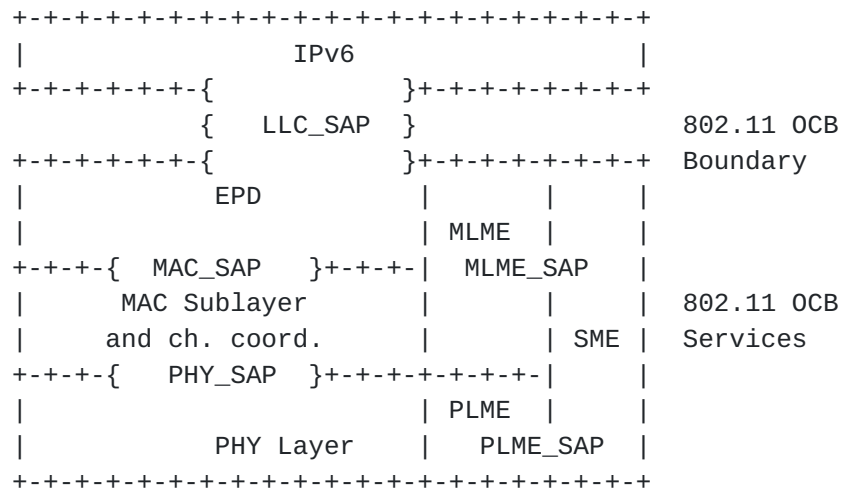 +-+-+-+-+-+-+-+-+-+-+-+-+-+-+-+-+-+-+-+-+
|                 IPv6                  |
+-+-+-+-+-+-{            }+-+-+-+-+-+-+-+
            {   LLC_SAP  }                 802.11 OCB
+-+-+-+-+-+-{            }+-+-+-+-+-+-+-+  Boundary
|            EPD          |       |     |
|                         | MLME  |     |
+-+-+-{  MAC_SAP   }+-+-+-|  MLME_SAP   |
|      MAC Sublayer       |       |     |  802.11 OCB
|     and ch. coord.      |       | SME |  Services
+-+-+-{   PHY_SAP  }+-+-+-+-+-+-+-|     |
|                         | PLME  |     |
|            PHY Layer    |   PLME_SAP  |
+-+-+-+-+-+-+-+-+-+-+-+-+-+-+-+-+-+-+-+-+